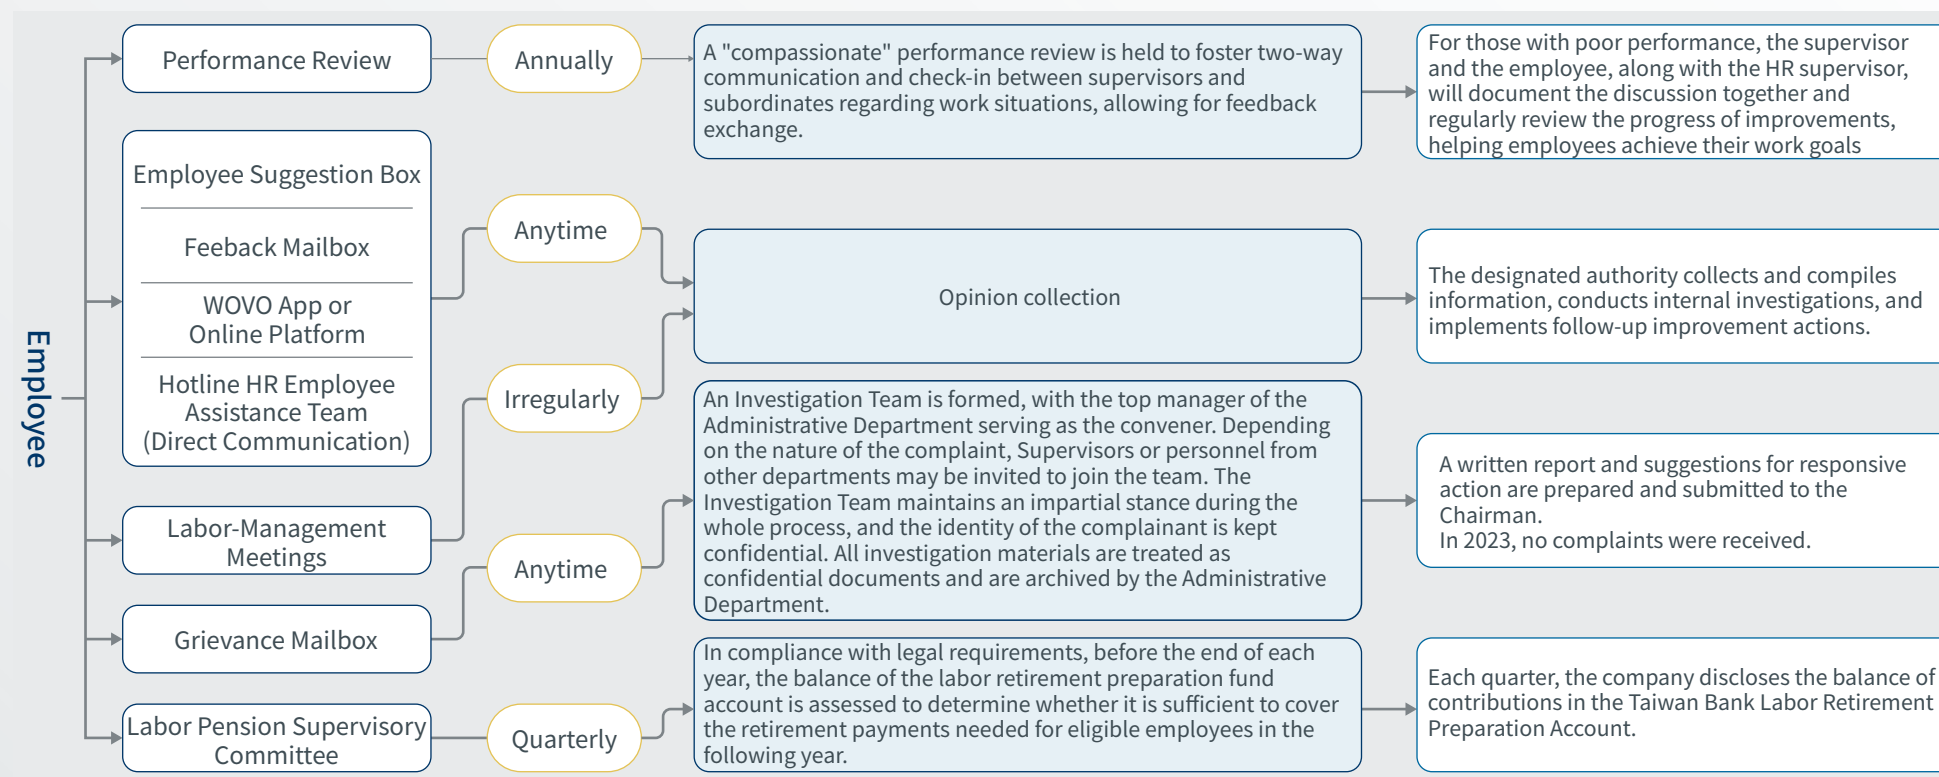 Employee
Performance Review
Annually
A "compassionate" performance review is held to foster two-way
communication and check-in between supervisors and
subordinates regarding work situations, allowing for feedback
exchange.
For those with poor performance, the supervisor
and the employee, along with the HR supervisor,
will document the discussion together and
regularly review the progress of improvements,
helping employees achieve their work goals
Employee Suggestion Box
Feeback Mailbox
WOVO App or
Online Platform
Hotline HR Employee
Assistance Team
(Direct Communication)
Anytime
Opinion collection
The designated authority collects and compiles
information, conducts internal investigations, and
implements follow-up improvement actions.
Labor-Management
Meetings
Irregularly
Grievance Mailbox
Anytime
An Investigation Team is formed, with the top manager of the
Administrative Department serving as the convener. Depending
on the nature of the complaint, Supervisors or personnel from
other departments may be invited to join the team. The
Investigation Team maintains an impartial stance during the
whole process, and the identity of the complainant is kept
confidential. All investigation materials are treated as
confidential documents and are archived by the Administrative
Department.
A written report and suggestions for responsive
action are prepared and submitted to the
Chairman.
In 2023, no complaints were received.
Labor Pension Supervisory
Committee
Quarterly
In compliance with legal requirements, before the end of each
year, the balance of the labor retirement preparation fund
account is assessed to determine whether it is sufficient to cover
the retirement payments needed for eligible employees in the
following year.
Each quarter, the company discloses the balance of
contributions in the Taiwan Bank Labor Retirement
Preparation Account.